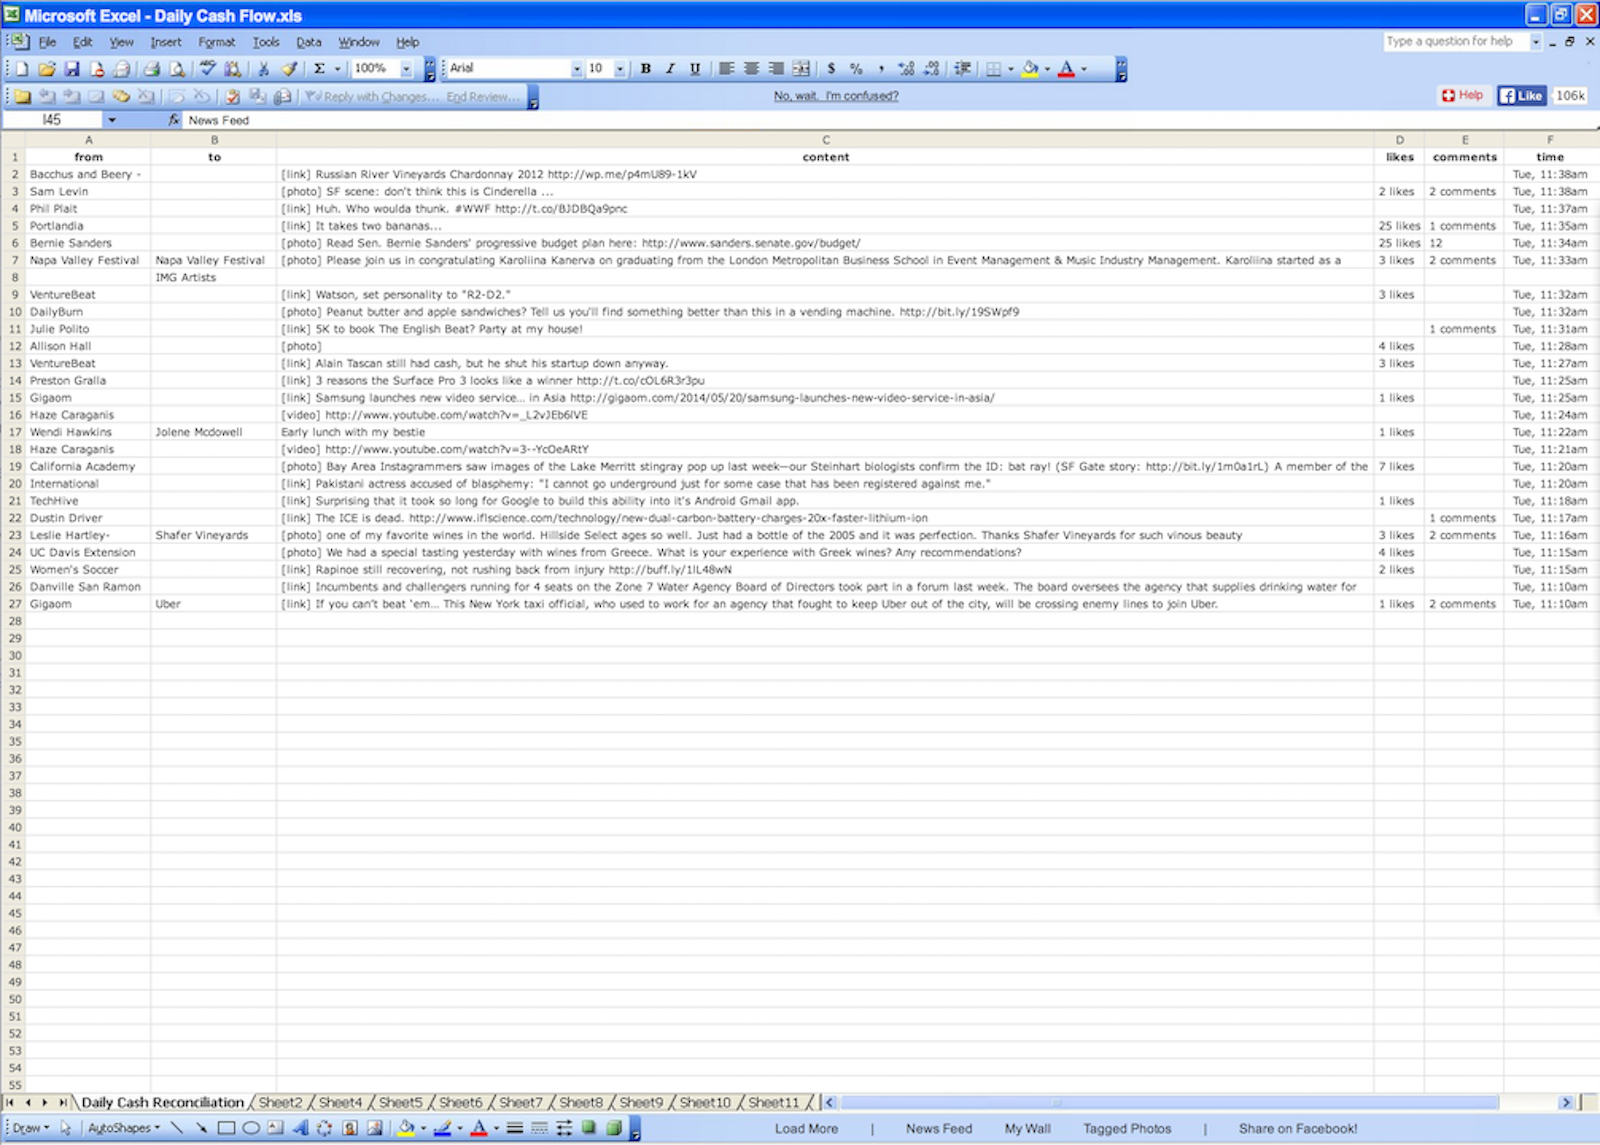 Microsoft Excel - Daily Cash Flow.xls
File Edit View Insert Format Tools Data Window Help Type a question for help
Σ 100% Arial 10 B I U $ % , A
Reply with Changes... End Review... No, wait. I'm confused? Help Like 106k
I45 fx News Feed
A B C D E F
1 from to content likes comments time
2 Bacchus and Beery - [link] Russian River Vineyards Chardonnay 2012 http://wp.me/p4mU89-1kV Tue, 11:38am
3 Sam Levin [photo] SF scene: don't think this is Cinderella ... 2 likes 2 comments Tue, 11:38am
4 Phil Plait [link] Huh. Who woulda thunk. #WWF http://t.co/BJDBQa9pnc Tue, 11:37am
5 Portlandia [link] It takes two bananas... 25 likes 1 comments Tue, 11:35am
6 Bernie Sanders [photo] Read Sen. Bernie Sanders' progressive budget plan here: http://www.sanders.senate.gov/budget/ 25 likes 12 Tue, 11:34am
7 Napa Valley Festival Napa Valley Festival [photo] Please join us in congratulating Karoliina Kanerva on graduating from the London Metropolitan Business School in Event Management & Music Industry Management. Karoliina started as a 3 likes 2 comments Tue, 11:33am
8 IMG Artists
9 VentureBeat [link] Watson, set personality to "R2-D2." 3 likes Tue, 11:32am
10 DailyBurn [photo] Peanut butter and apple sandwiches? Tell us you'll find something better than this in a vending machine. http://bit.ly/19SWpf9 Tue, 11:32am
11 Julie Polito [link] 5K to book The English Beat? Party at my house! 1 comments Tue, 11:31am
12 Allison Hall [photo] 4 likes Tue, 11:28am
13 VentureBeat [link] Alain Tascan still had cash, but he shut his startup down anyway. 3 likes Tue, 11:27am
14 Preston Gralla [link] 3 reasons the Surface Pro 3 looks like a winner http://t.co/cOL6R3r3pu Tue, 11:25am
15 Gigaom [link] Samsung launches new video service... in Asia http://gigaom.com/2014/05/20/samsung-launches-new-video-service-in-asia/ 1 likes Tue, 11:25am
16 Haze Caraganis [video] http://www.youtube.com/watch?v=_L2vJEb6lVE Tue, 11:24am
17 Wendi Hawkins Jolene Mcdowell Early lunch with my bestie 1 likes Tue, 11:22am
18 Haze Caraganis [video] http://www.youtube.com/watch?v=3--YcOeARtY Tue, 11:21am
19 California Academy [photo] Bay Area Instagrammers saw images of the Lake Merritt stingray pop up last week—our Steinhart biologists confirm the ID: bat ray! (SF Gate story: http://bit.ly/1m0a1rL) A member of the 7 likes Tue, 11:20am
20 International [link] Pakistani actress accused of blasphemy: "I cannot go underground just for some case that has been registered against me." Tue, 11:20am
21 TechHive [link] Surprising that it took so long for Google to build this ability into it's Android Gmail app. 1 likes Tue, 11:18am
22 Dustin Driver [link] The ICE is dead. http://www.iflscience.com/technology/new-dual-carbon-battery-charges-20x-faster-lithium-ion 1 comments Tue, 11:17am
23 Leslie Hartley- Shafer Vineyards [photo] one of my favorite wines in the world. Hillside Select ages so well. Just had a bottle of the 2005 and it was perfection. Thanks Shafer Vineyards for such vinous beauty 3 likes 2 comments Tue, 11:16am
24 UC Davis Extension [photo] We had a special tasting yesterday with wines from Greece. What is your experience with Greek wines? Any recommendations? 4 likes Tue, 11:15am
25 Women's Soccer [link] Rapinoe still recovering, not rushing back from injury http://buff.ly/1lL48wN 2 likes Tue, 11:15am
26 Danville San Ramon [link] Incumbents and challengers running for 4 seats on the Zone 7 Water Agency Board of Directors took part in a forum last week. The board oversees the agency that supplies drinking water for Tue, 11:10am
27 Gigaom Uber [link] If you can't beat 'em... This New York taxi official, who used to work for an agency that fought to keep Uber out of the city, will be crossing enemy lines to join Uber. 1 likes 2 comments Tue, 11:10am
28
29
30
31
32
33
34
35
36
37
38
39
40
41
42
43
44
45
46
47
48
49
50
51
52
53
54
55
Daily Cash Reconciliation Sheet2 Sheet4 Sheet5 Sheet6 Sheet7 Sheet8 Sheet9 Sheet10 Sheet11
Draw AutoShapes A A Load More | News Feed My Wall Tagged Photos | Share on Facebook!